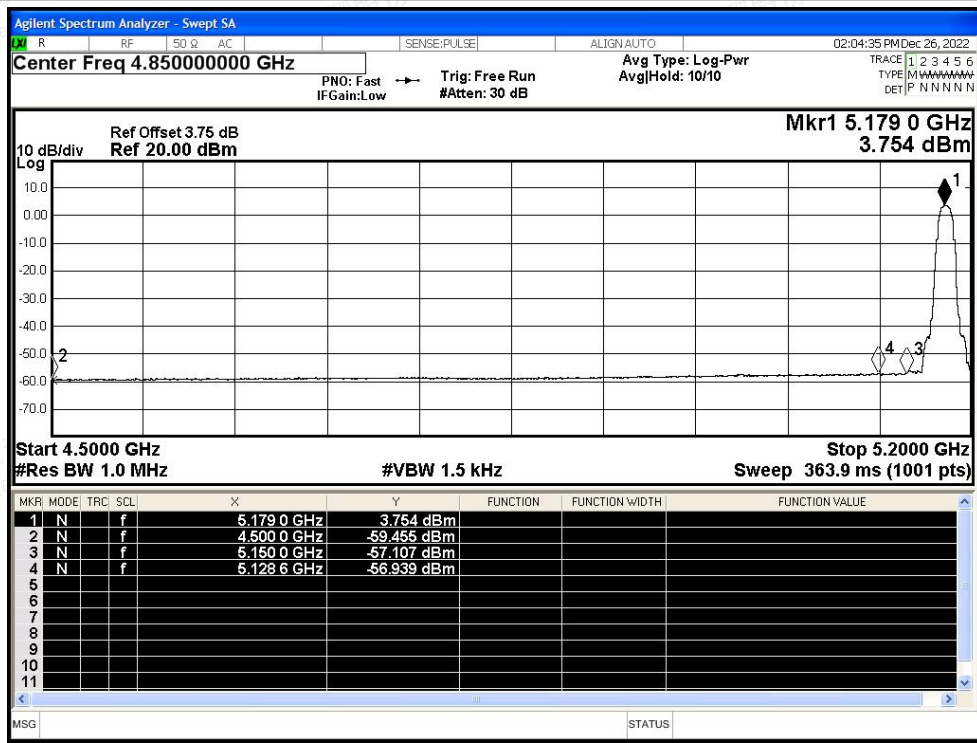 Agilent Spectrum Analyzer - Swept SA
LXI R RF 50 Ω AC SENSE:PULSE ALIGN AUTO 02:04:35 PM Dec 26, 2022
Center Freq 4.850000000 GHz
PNO: Fast
IFGain:Low
Trig: Free Run
#Atten: 30 dB
Avg Type: Log-Pwr
Avg|Hold: 10/10
TRACE 1 2 3 4 5 6
TYPE M WWWWW
DET P N N N N N
Ref Offset 3.75 dB
10 dB/div Ref 20.00 dBm
Log
Mkr1 5.179 0 GHz
3.754 dBm
10.0
0.00
-10.0
-20.0
-30.0
-40.0
-50.0
-60.0
-70.0
1
2
4
3
Start 4.5000 GHz Stop 5.2000 GHz
#Res BW 1.0 MHz #VBW 1.5 kHz Sweep 363.9 ms (1001 pts)
MKR MODE TRC SCL X Y FUNCTION FUNCTION WIDTH FUNCTION VALUE
1 N f 5.179 0 GHz 3.754 dBm
2 N f 4.500 0 GHz -59.455 dBm
3 N f 5.150 0 GHz -57.107 dBm
4 N f 5.128 6 GHz -56.939 dBm
5
6
7
8
9
10
11
MSG STATUS